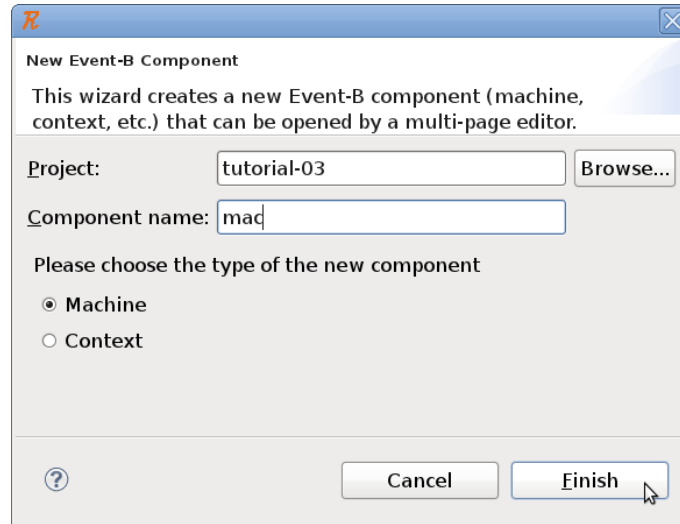 New Event-B Component
This wizard creates a new Event-B component (machine,
context, etc.) that can be opened by a multi-page editor.
Project: tutorial-03 Browse...
Component name: mac
Please choose the type of the new component
Machine
Context
? Cancel Finish